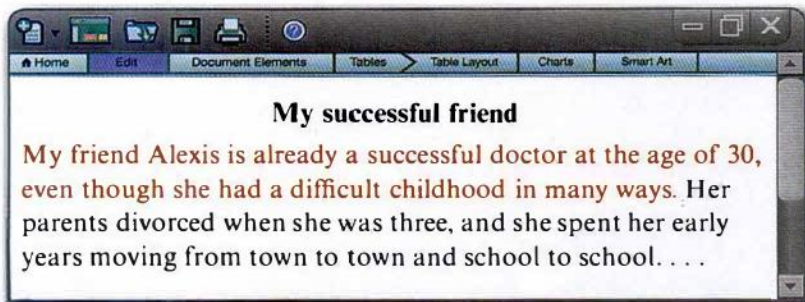 Home Edit Document Elements Tables Table Layout Charts Smart Art
My successful friend
My friend Alexis is already a successful doctor at the age of 30,
even though she had a difficult childhood in many ways. Her
parents divorced when she was three, and she spent her early
years moving from town to town and school to school. . . .